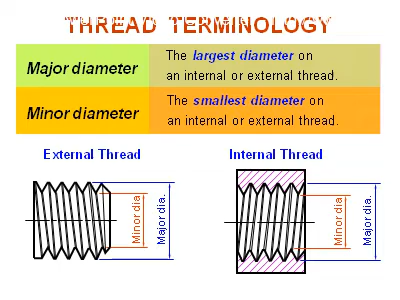 THREAD TERMINOLOGY
Major diameter
The largest diameter on
an internal or external thread.
Minor diameter
The smallest diameter on
an internal or external thread.
External Thread
Internal Thread
Minor dia
Major dia.
Minor dia
Major dia.